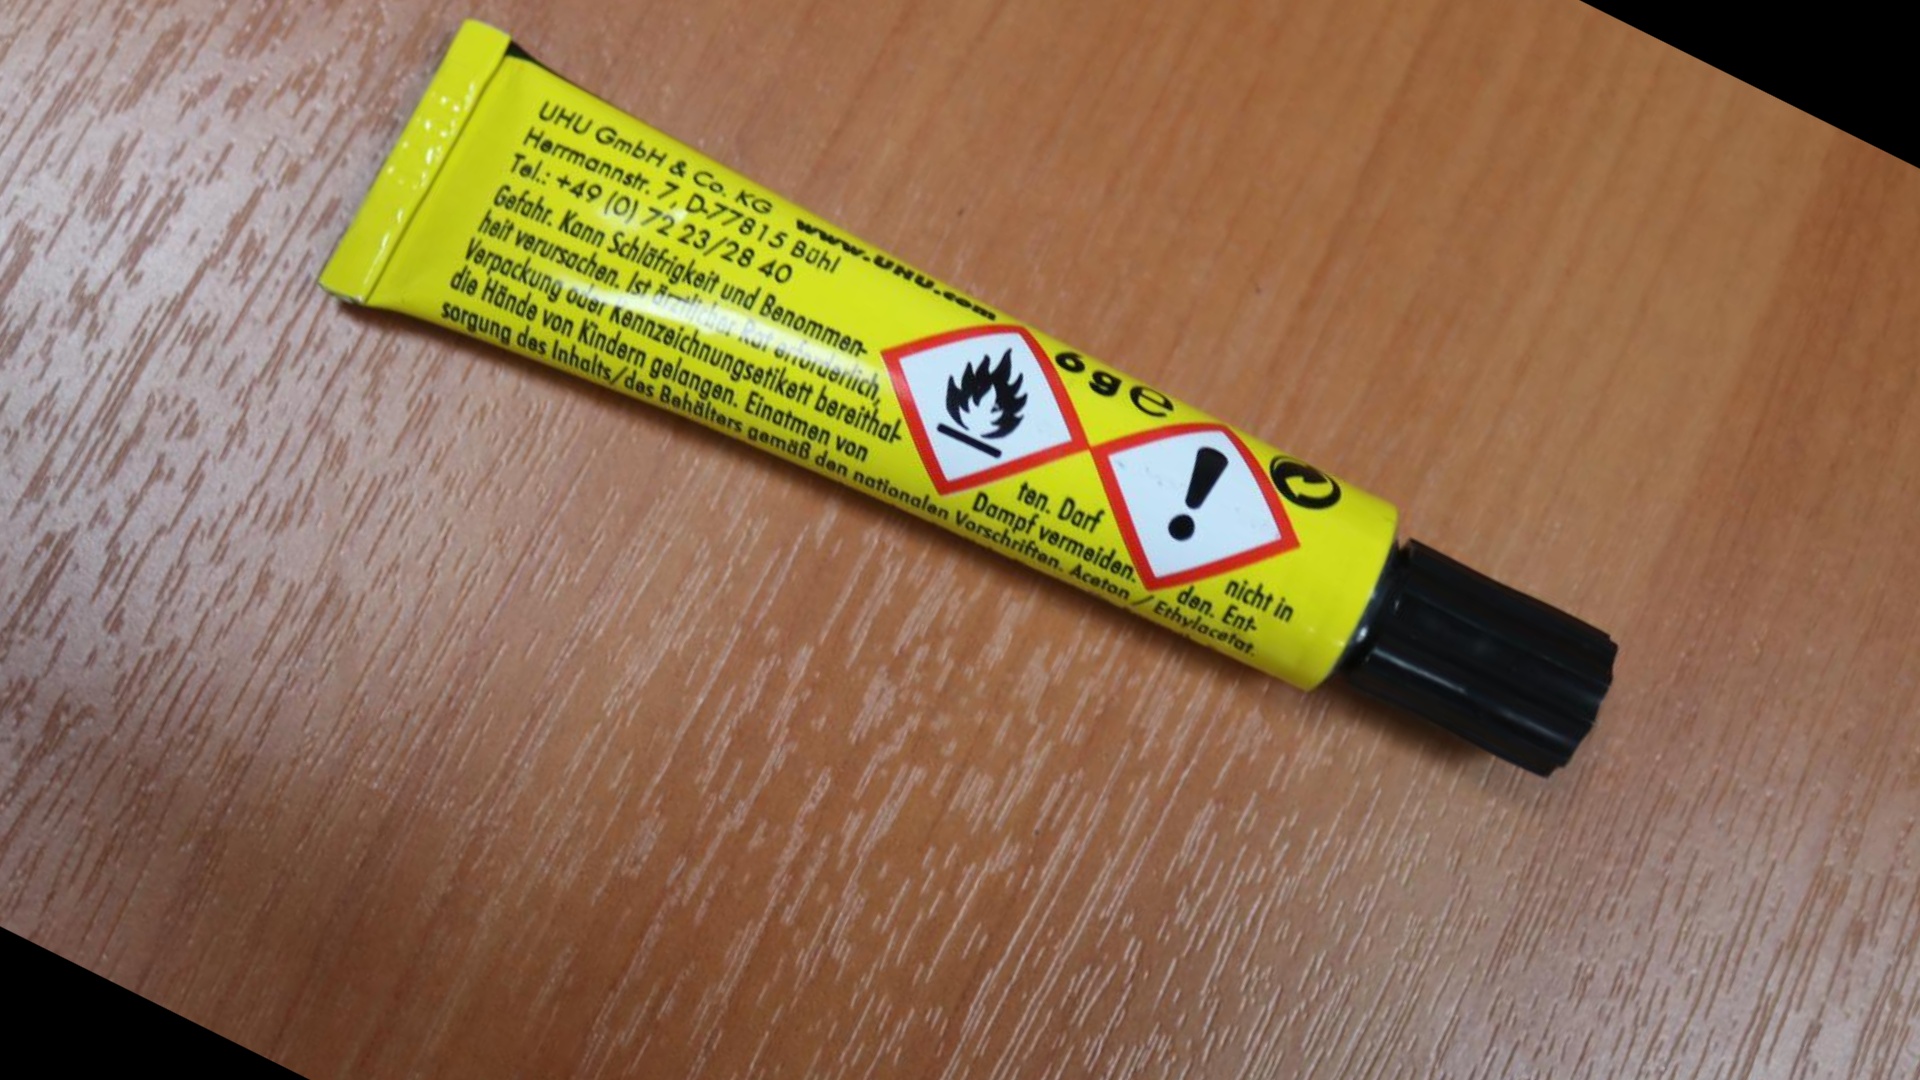 UHU GmbH & Co. KG
Herrmannstr. 7, D-77815 Bühl
Tel.: +49 (0) 72 23/28 40
www.UHU.com
6 g e
Gefahr. Kann Schläfrigkeit und Benommen-
heit verursachen. Ist ärztlicher Rat erforderlich,
Verpackung oder Kennzeichnungsetikett bereithal-
ten. Darf nicht in
die Hände von Kindern gelangen. Einatmen von Dampf vermeiden. den. Ent-
sorgung des Inhalts/des Behälters gemäß den nationalen Vorschriften. Aceton / Ethylacetat.